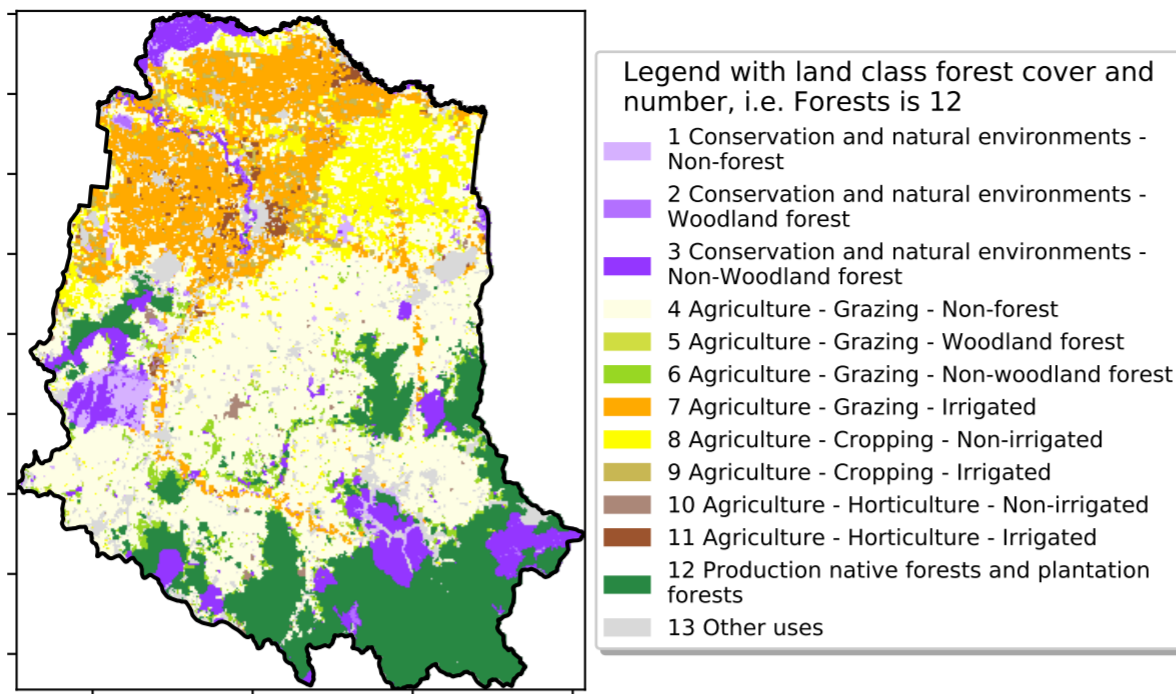 Legend with land class forest cover and
number, i.e. Forests is 12
1 Conservation and natural environments -
Non-forest
2 Conservation and natural environments -
Woodland forest
3 Conservation and natural environments -
Non-Woodland forest
4 Agriculture - Grazing - Non-forest
5 Agriculture - Grazing - Woodland forest
6 Agriculture - Grazing - Non-woodland forest
7 Agriculture - Grazing - Irrigated
8 Agriculture - Cropping - Non-irrigated
9 Agriculture - Cropping - Irrigated
10 Agriculture - Horticulture - Non-irrigated
11 Agriculture - Horticulture - Irrigated
12 Production native forests and plantation
forests
13 Other uses